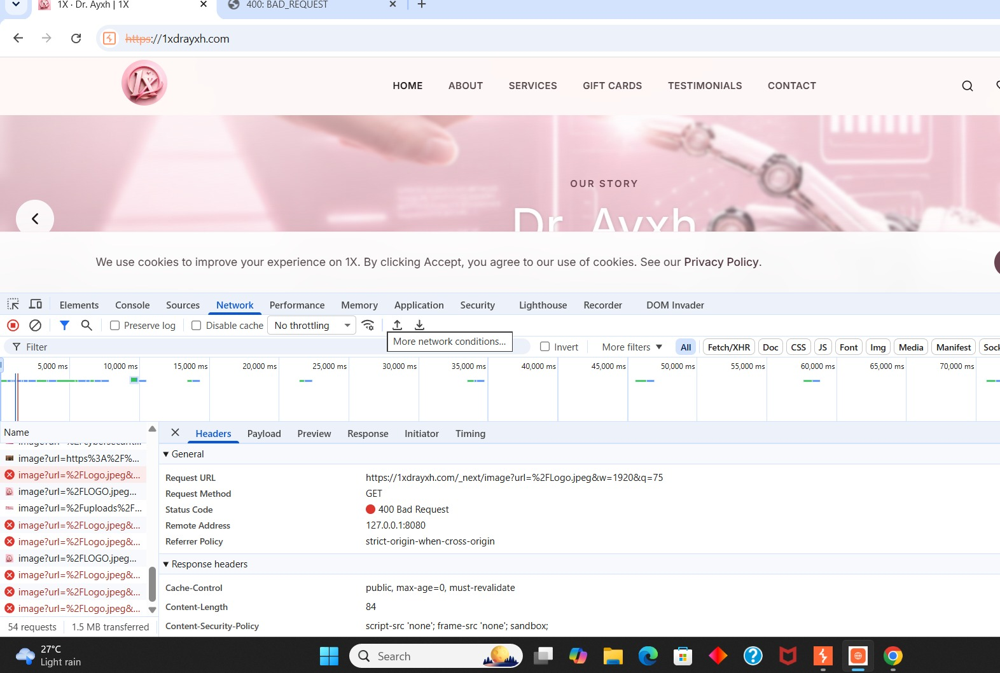 1X · Dr. Ayxh | 1X
400: BAD_REQUEST
https://1xdrayxh.com
1X
HOME ABOUT SERVICES GIFT CARDS TESTIMONIALS CONTACT
OUR STORY
Dr. Ayxh
We use cookies to improve your experience on 1X. By clicking Accept, you agree to our use of cookies. See our Privacy Policy.
Elements Console Sources Network Performance Memory Application Security Lighthouse Recorder DOM Invader
Preserve log Disable cache No throttling
More network conditions...
Filter Invert More filters All Fetch/XHR Doc CSS JS Font Img Media Manifest Sock
5,000 ms 10,000 ms 15,000 ms 20,000 ms 25,000 ms 30,000 ms 35,000 ms 40,000 ms 45,000 ms 50,000 ms 55,000 ms 60,000 ms 65,000 ms 70,000 ms
Name
image?url=https%3A%2F%...
image?url=%2FLogo.jpeg&...
image?url=%2FLOGO.jpeg...
image?url=%2Fuploads%2F...
image?url=%2FLogo.jpeg&...
image?url=%2FLogo.jpeg&...
image?url=%2FLOGO.jpeg...
image?url=%2FLogo.jpeg&...
image?url=%2FLogo.jpeg&...
image?url=%2FLogo.jpeg&...
54 requests 1.5 MB transferred
Headers Payload Preview Response Initiator Timing
General
Request URL https://1xdrayxh.com/_next/image?url=%2FLogo.jpeg&w=1920&q=75
Request Method GET
Status Code 400 Bad Request
Remote Address 127.0.0.1:8080
Referrer Policy strict-origin-when-cross-origin
Response headers
Cache-Control public, max-age=0, must-revalidate
Content-Length 84
Content-Security-Policy script-src 'none'; frame-src 'none'; sandbox;
27°C
Light rain
Search